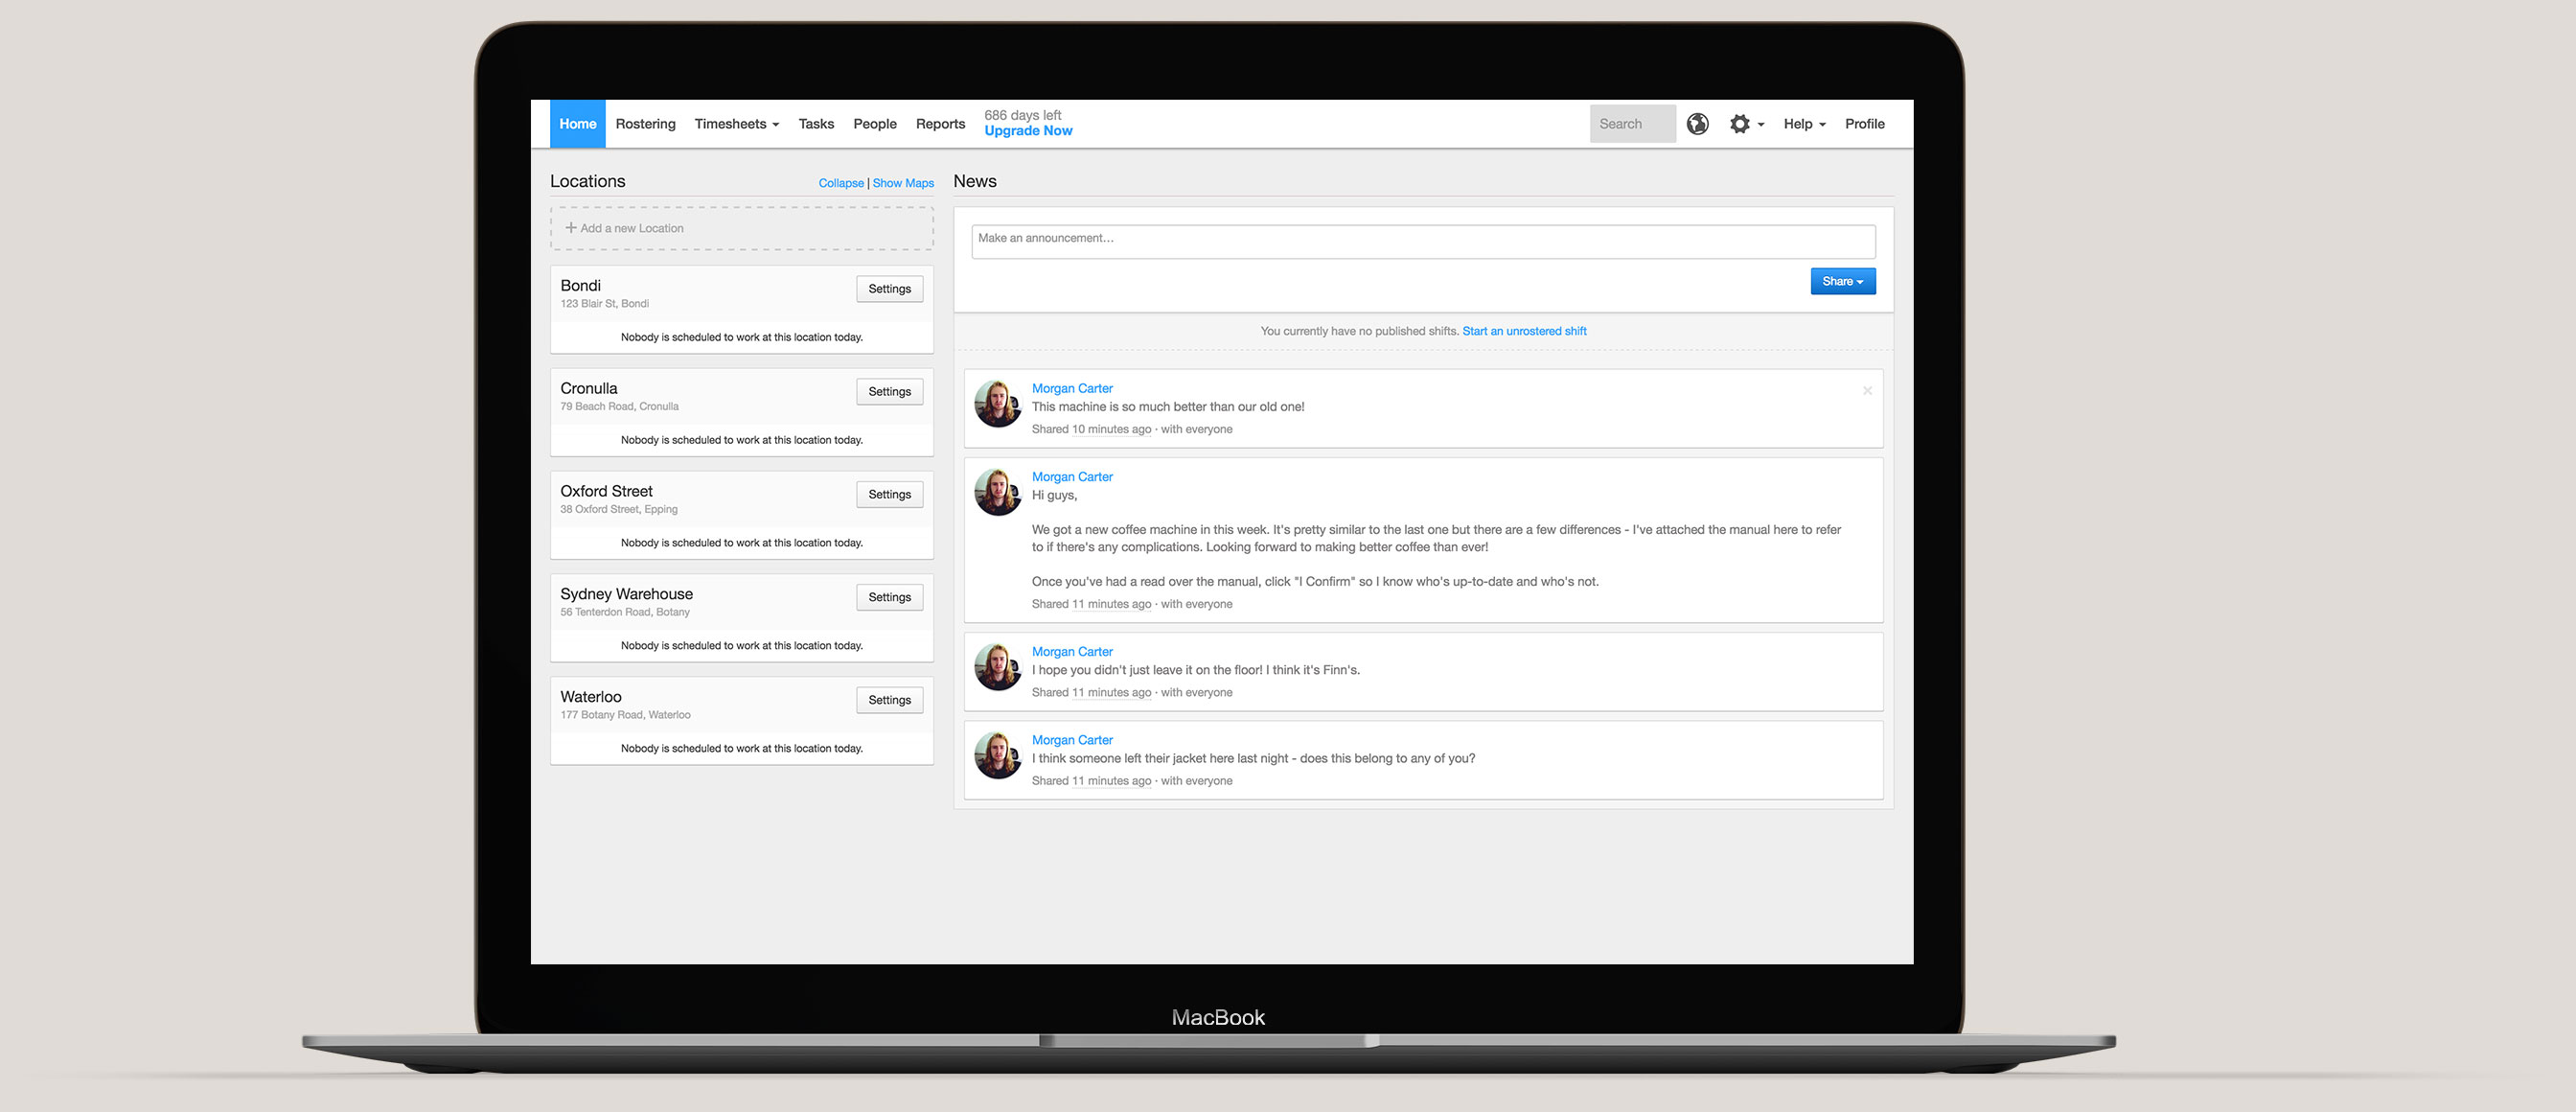 Home Rostering Timesheets Tasks People Reports
686 days left
Upgrade Now
Search Help Profile
Locations
Collapse | Show Maps
Add a new Location
Bondi
123 Blair St, Bondi
Settings
Nobody is scheduled to work at this location today.
Cronulla
79 Beach Road, Cronulla
Settings
Nobody is scheduled to work at this location today.
Oxford Street
38 Oxford Street, Epping
Settings
Nobody is scheduled to work at this location today.
Sydney Warehouse
56 Tenterdon Road, Botany
Settings
Nobody is scheduled to work at this location today.
Waterloo
177 Botany Road, Waterloo
Settings
Nobody is scheduled to work at this location today.
News
Make an announcement...
Share
You currently have no published shifts. Start an unrostered shift
Morgan Carter
This machine is so much better than our old one!
Shared 10 minutes ago · with everyone
Morgan Carter
Hi guys,
We got a new coffee machine in this week. It's pretty similar to the last one but there are a few differences - I've attached the manual here to refer
to if there's any complications. Looking forward to making better coffee than ever!
Once you've had a read over the manual, click "I Confirm" so I know who's up-to-date and who's not.
Shared 11 minutes ago · with everyone
Morgan Carter
I hope you didn't just leave it on the floor! I think it's Finn's.
Shared 11 minutes ago · with everyone
Morgan Carter
I think someone left their jacket here last night - does this belong to any of you?
Shared 11 minutes ago · with everyone
MacBook